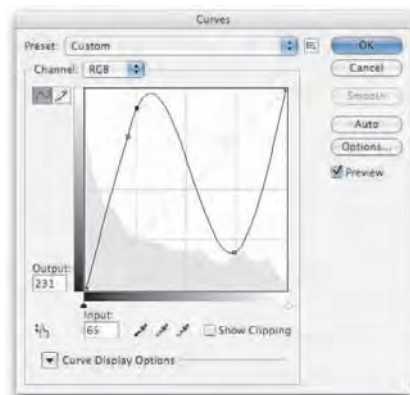 Curves
Preset: Custom
OK
Channel: RGB
Cancel
Smooth
Auto
Options...
Preview
Output:
231
Input:
65
Show Clipping
Curve Display Options